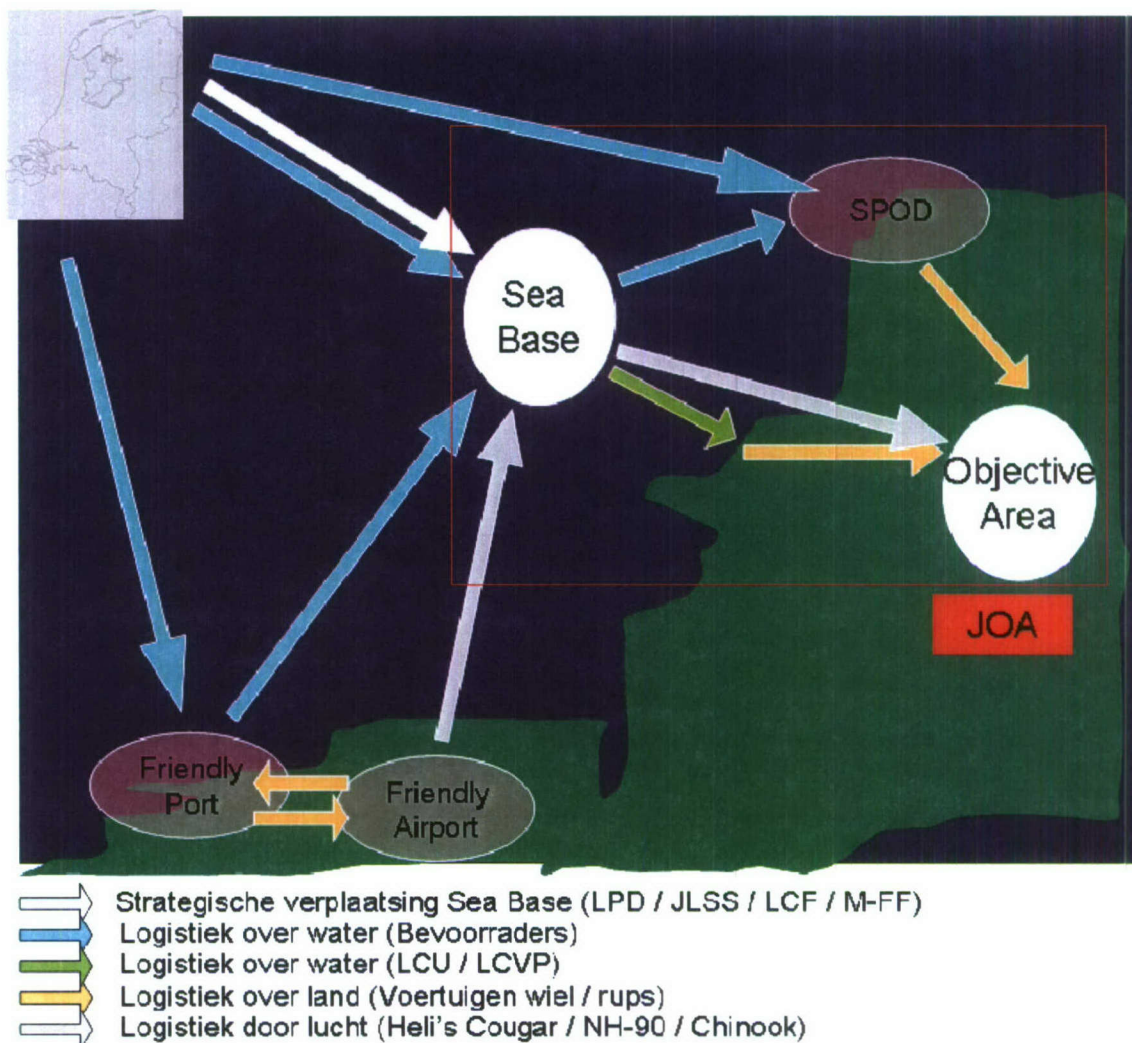 SPOD
Sea
Base
Objective
Area
JOA
Friendly
Port
Friendly
Airport
Strategische verplaatsing Sea Base (LPD / JLSS / LCF / M-FF)
Logistiek over water (Bevoorraders)
Logistiek over water (LCU / LCVP)
Logistiek over land (Voertuigen wiel / rups)
Logistiek door lucht (Heli's Cougar / NH-90 / Chinook)